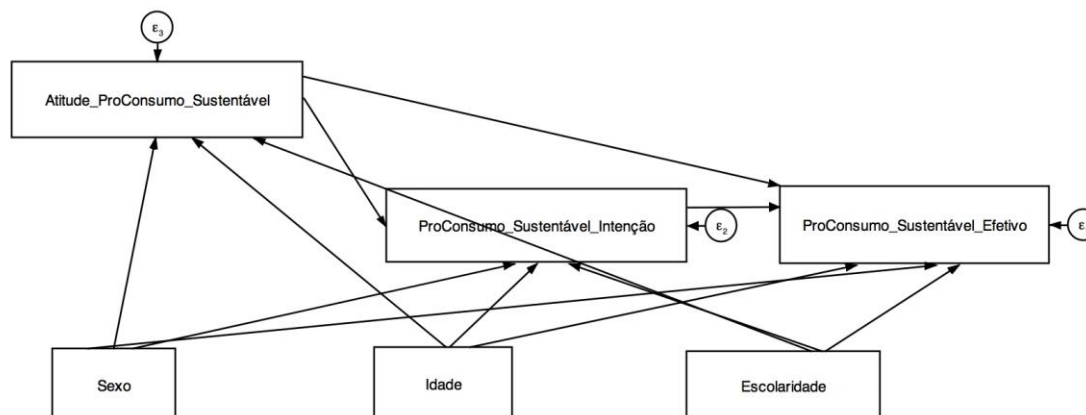 ε3
Atitude_ProConsumo_Sustentável
ProConsumo_Sustentável_Intenção
ε2
ProConsumo_Sustentável_Efetivo
ε
Sexo
Idade
Escolaridade